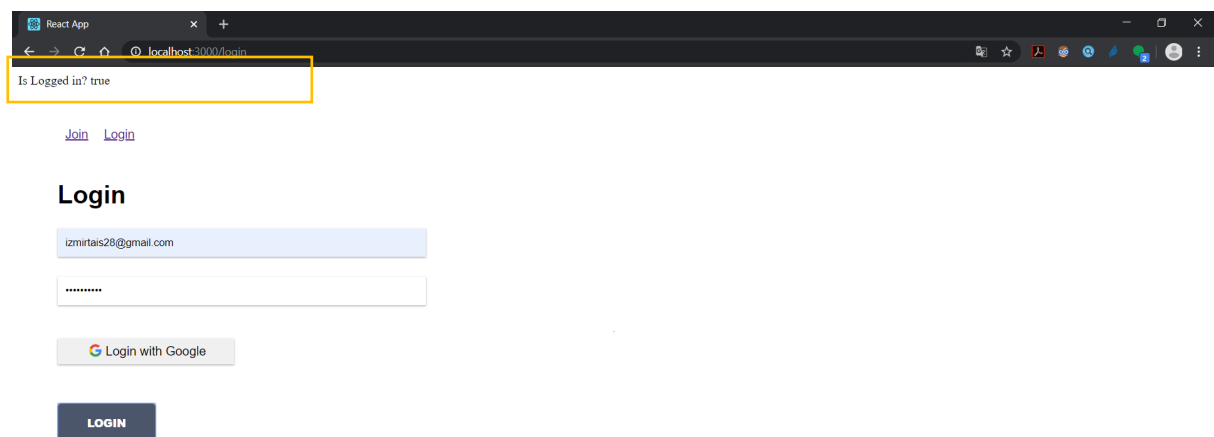 React App
localhost:3000/login
2
Is Logged in? true
Join Login
Login
izmirtais28@gmail.com
••••••••••
Login with Google
LOGIN